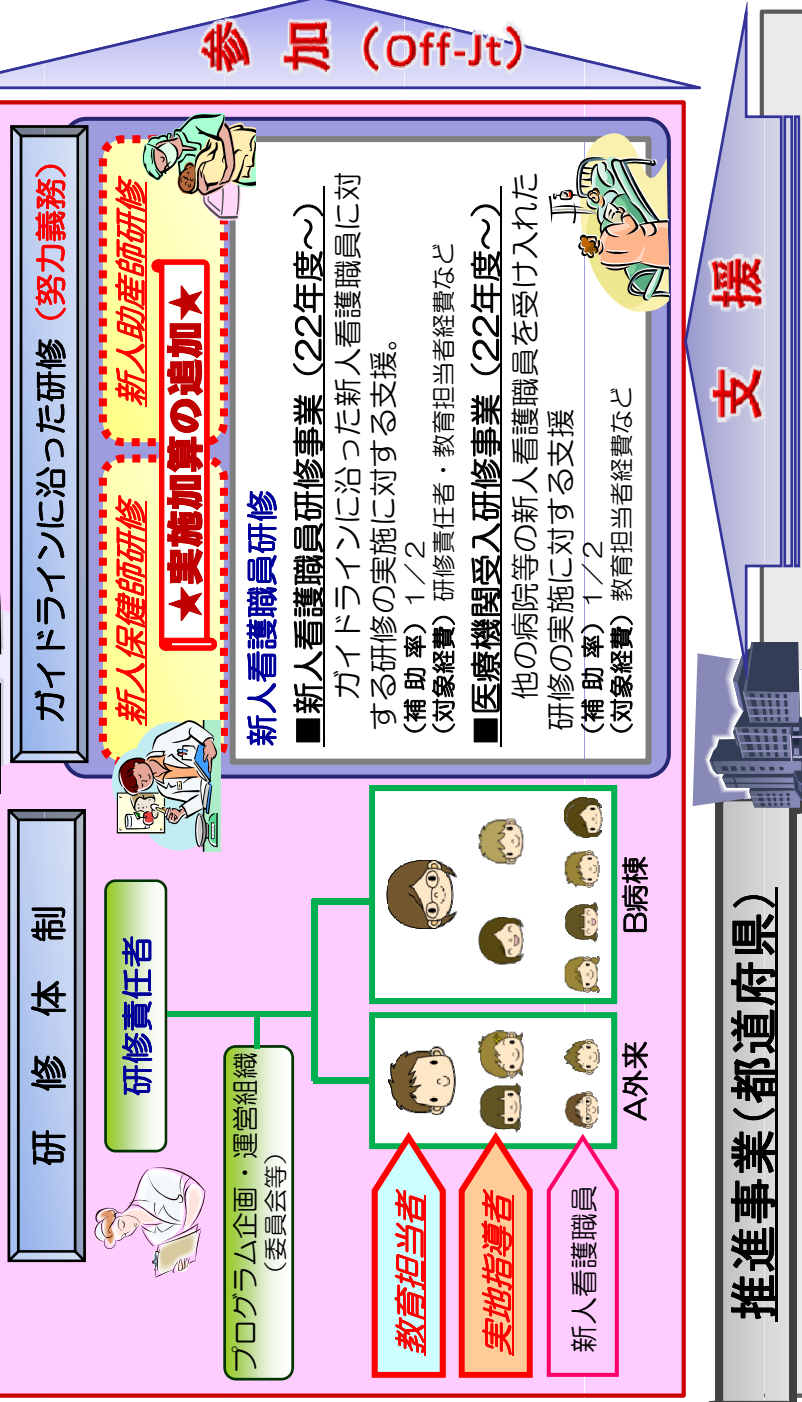 研修体制
研修責任者
プログラム企画・運営組織
（委員会等）
教育担当者
実地指導者
新人看護職員
A外来
B病棟
ガイドラインに沿った研修（努力義務）
新人保健師研修
新人助産師研修
★実施加算の追加★
新人看護職員研修
■新人看護職員研修事業（22年度～）
ガイドラインに沿った新人看護職員に対
する研修の実施に対する支援。
（補助率）１／２
（対象経費）研修責任者・教育担当者経費など
■医療機関受入研修事業（22年度～）
他の病院等の新人看護職員を受け入れた
研修の実施に対する支援
（補助率）１／２
（対象経費）教育担当者経費など
参加（Off-Jt）
支援
推進事業（都道府県）